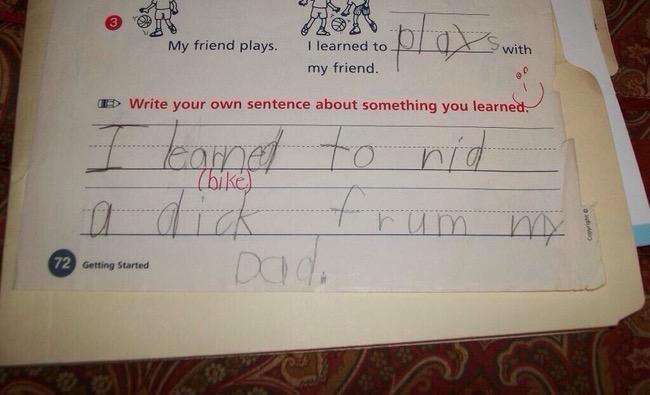 3
My friend plays. I learned to plays with
my friend.
Write your own sentence about something you learned.
I learned to rid
(bike)
a dick frum my
Dad.
72 Getting Started
Copyright ©